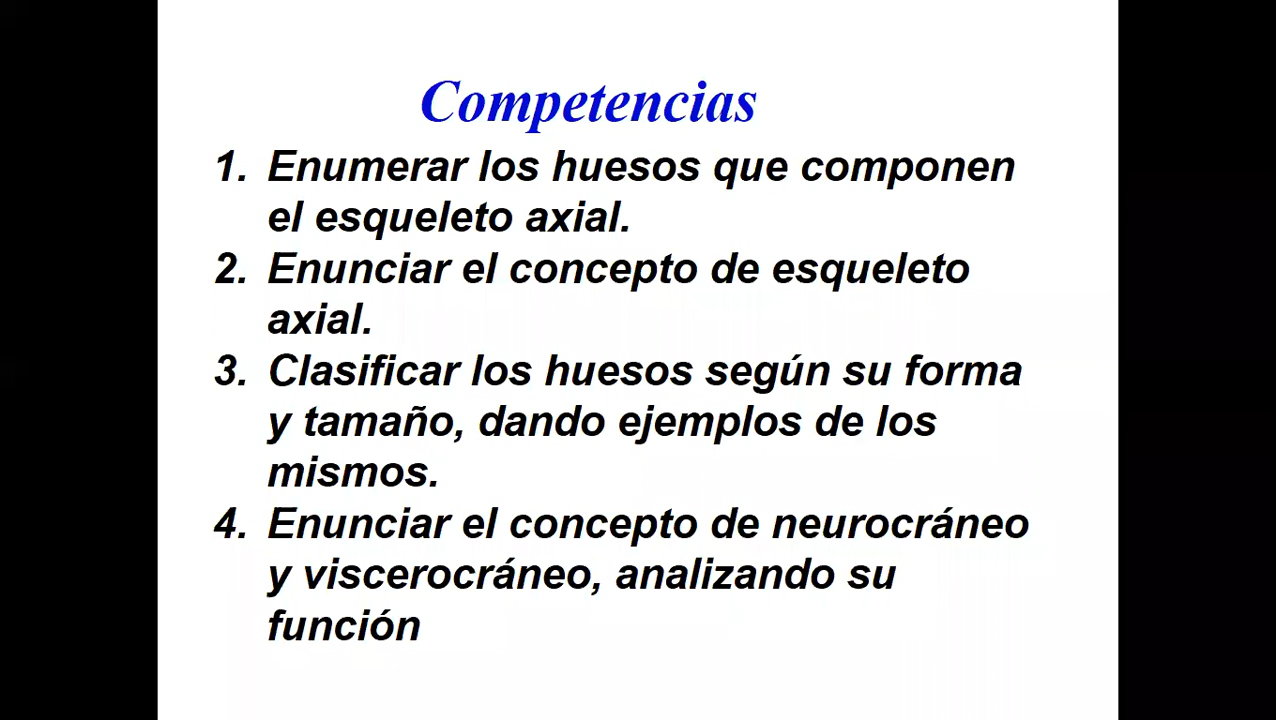 Competencias
1. Enumerar los huesos que componen
el esqueleto axial.
2. Enunciar el concepto de esqueleto
axial.
3. Clasificar los huesos según su forma
y tamaño, dando ejemplos de los
mismos.
4. Enunciar el concepto de neurocráneo
y viscerocráneo, analizando su
función